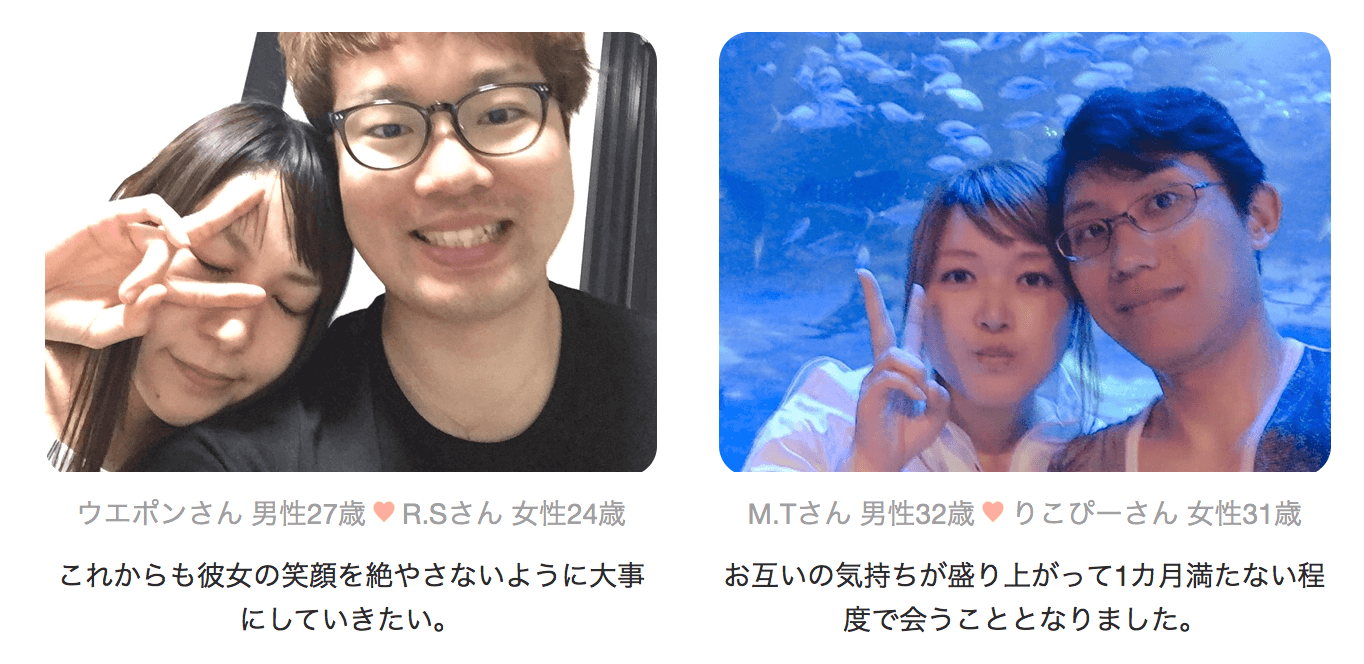 ウエポンさん 男性27歳 ♥ R.Sさん 女性24歳
これからも彼女の笑顔を絶やさないように大事
にしていきたい。
M.Tさん 男性32歳 ♥ りこぴーさん 女性31歳
お互いの気持ちが盛り上がって1カ月満たない程
度で会うこととなりました。